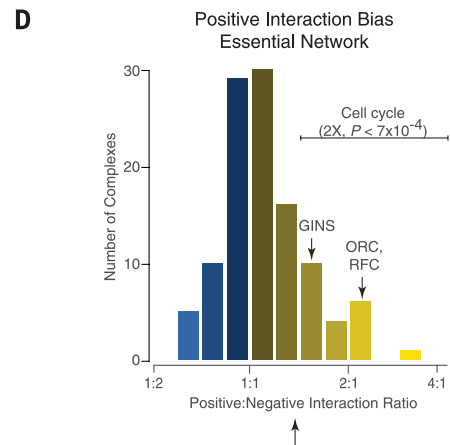 D
Positive Interaction Bias
Essential Network
Number of Complexes
30
20
10
0
Cell cycle
(2X, P < 7x10-4)
GINS
ORC,
RFC
1:2
1:1
2:1
4:1
Positive:Negative Interaction Ratio